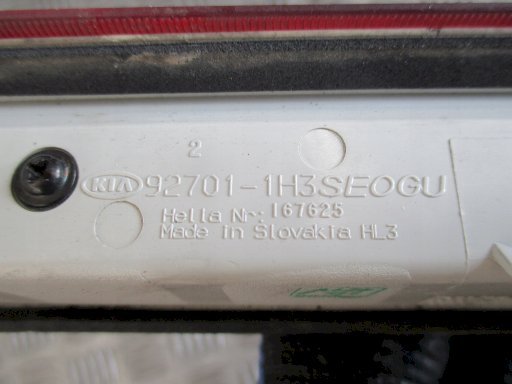 2
KIA 92701-1H3SEOGU
Hella Nr: 167625
Made in Slovakia HL3